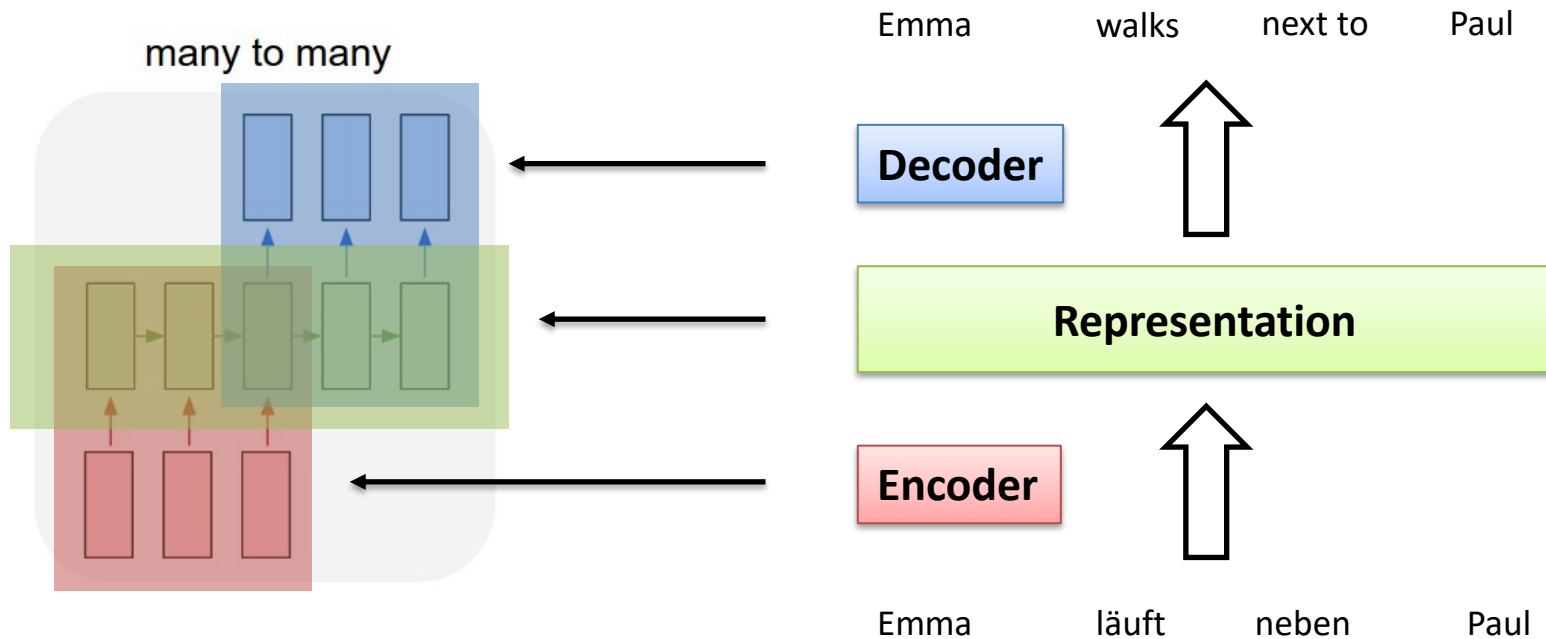 many to many
Emma walks next to Paul
Decoder
Representation
Encoder
Emma läuft neben Paul